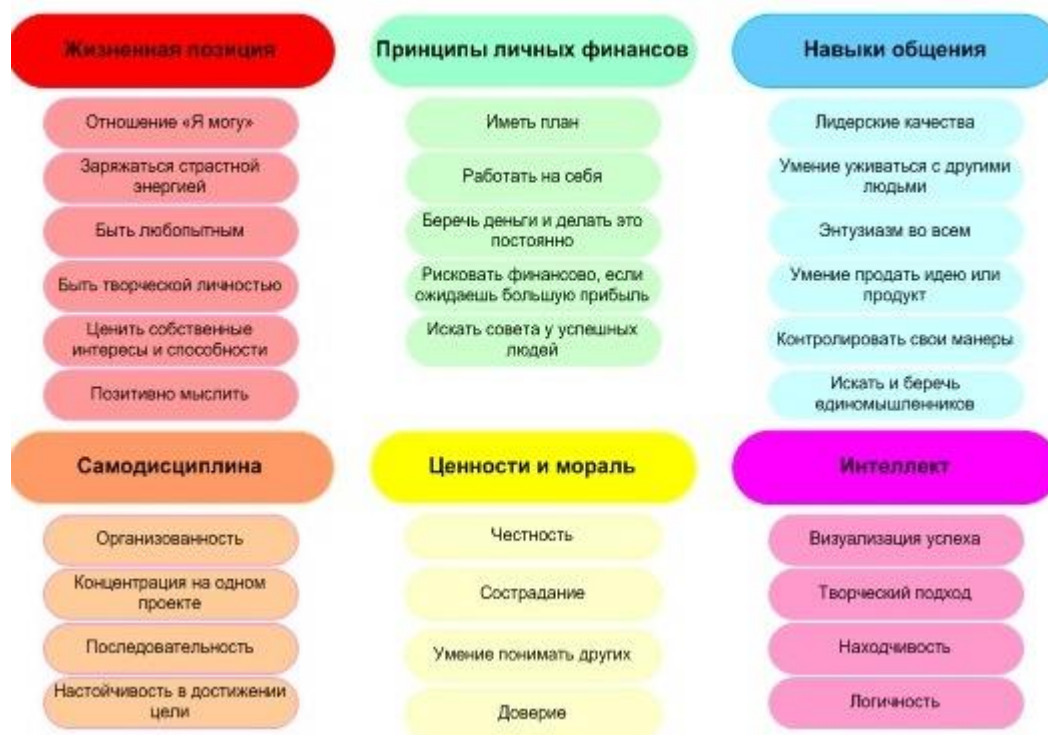 Жизненная позиция
Отношение «Я могу»
Заряжаться страстной
энергией
Быть любопытным
Быть творческой личностью
Ценить собственные
интересы и способности
Позитивно мыслить
Принципы личных финансов
Иметь план
Работать на себя
Беречь деньги и делать это
постоянно
Рисковать финансово, если
ожидаешь большую прибыль
Искать совета у успешных
людей
Навыки общения
Лидерские качества
Умение уживаться с другими
людьми
Энтузиазм во всем
Умение продать идею или
продукт
Контролировать свои манеры
Искать и беречь
единомышленников
Самодисциплина
Организованность
Концентрация на одном
проекте
Последовательность
Настойчивость в достижении
цели
Ценности и мораль
Честность
Сострадание
Умение понимать других
Доверие
Интеллект
Визуализация успеха
Творческий подход
Находчивость
Логичность